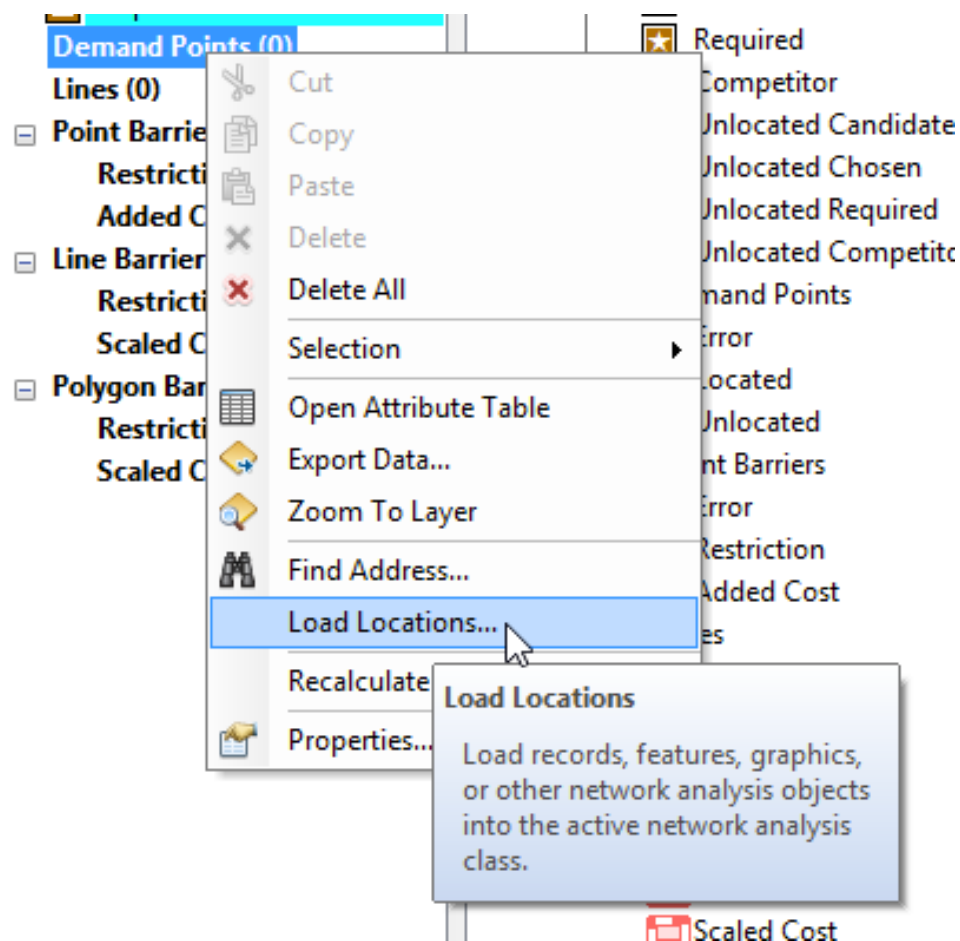 Demand Points (0)
Lines (0)
Point Barrie
Restricti
Added C
Line Barrier
Restricti
Scaled C
Polygon Bar
Restricti
Scaled C
Cut
Copy
Paste
Delete
Delete All
Selection
Open Attribute Table
Export Data...
Zoom To Layer
Find Address...
Load Locations...
Recalculate
Properties...
Load Locations
Load records, features, graphics,
or other network analysis objects
into the active network analysis
class.
Required
Competitor
Unlocated Candidate
Unlocated Chosen
Unlocated Required
Unlocated Competito
mand Points
Error
Located
Unlocated
nt Barriers
Error
Restriction
Added Cost
es
Scaled Cost